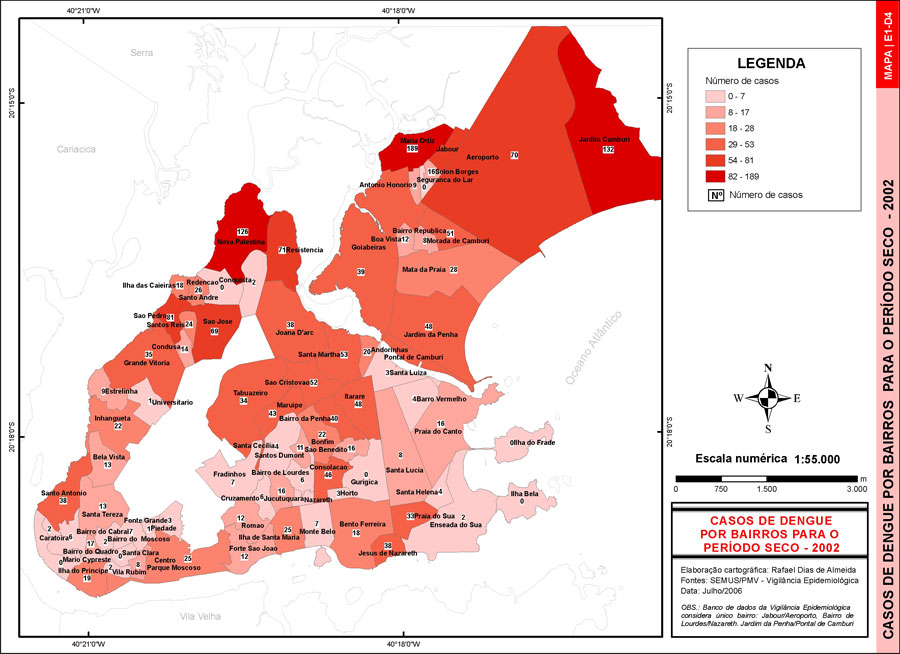 40°21'0"W
40°18'0"W
20°15'0"S
20°18'0"S
20°15'0"S
20°18'0"S
40°21'0"W
40°18'0"W
Serra
Cariacica
Vila Velha
Oceano Atlântico
Maria Ortiz
189
Jabour
Aeroporto
70
Jardim Camburi
132
16 Solon Borges
Segurança do Lar
0
Antonio Honorio 9
126
Nova Palestina
71 Resistencia
Bairro Republica 51
Boa Vista 12
8 Morada de Camburi
Goiabeiras
39
Mata da Praia 28
Ilha das Caieiras 18
Redencao
26
Conquista
0
2
Santo Andre
Sao Pedro
81
Santos Reis 24
Sao Jose
69
38
Joana D'arc
48
Jardim da Penha
Condusa 14
35
Grande Vitoria
Santa Martha 53
20 Andorinhas
Pontal de Camburi
3 Santa Luiza
9 Estrelinha
1 Universitario
Sao Cristovao 52
Tabuazeiro
34
Itarare
48
4 Barro Vermelho
Maruipe
43
Bairro da Penha 40
Inhangueta
22
16
Praia do Canto
22
Bonfim
Santa Cecilia 4
11
Sao Benedito 16
Santos Dumont
0 Ilha do Frade
Bela Vista
13
8
Santa Lucia
Fradinhos
7
Bairro de Lourdes
6
Consolacao
46
0
Gurigica
Santo Antonio
38
Cruzamento 6
16
Jucutuquara
Nazareth
3 Horto
Santa Helena 4
Ilha Bela
0
13
Santa Tereza
Fonte Grande 3
12
Romao
33 Praia do Sua
2
Enseada do Sua
2
Caratoira 6
Bairro do Cabral 7
1 Piedade
7
Monte Belo
Bento Ferreira
18
17
2
Bairro do Moscoso
25
Ilha de Santa Maria
Bairro do Quadro
0 Santa Clara
Forte Sao Joao
12
38
Jesus de Nazareth
0
Mario Cypreste
2
8
Vila Rubim
Centro
25
Parque Moscoso
Ilha do Principe
19
LEGENDA
Número de casos
0 - 7
8 - 17
18 - 28
29 - 53
54 - 81
82 - 189
Nº Número de casos
N
W E
S
Escala numérica 1:55.000
0 750 1.500 3.000
m
CASOS DE DENGUE
POR BAIRROS PARA O
PERÍODO SECO - 2002
Elaboração cartográfica: Rafael Dias de Almeida
Fontes: SEMUS/PMV - Vigilância Epidemiológica
Data: Julho/2006
OBS.: Banco de dados da Vigilância Epidemiológica
considera único bairro: Jabour/Aeroporto, Bairro de
Lourdes/Nazareth. Jardim da Penha/Pontal de Camburi
MAPA | E1-D4
CASOS DE DENGUE POR BAIRROS PARA O PERÍODO SECO - 2002